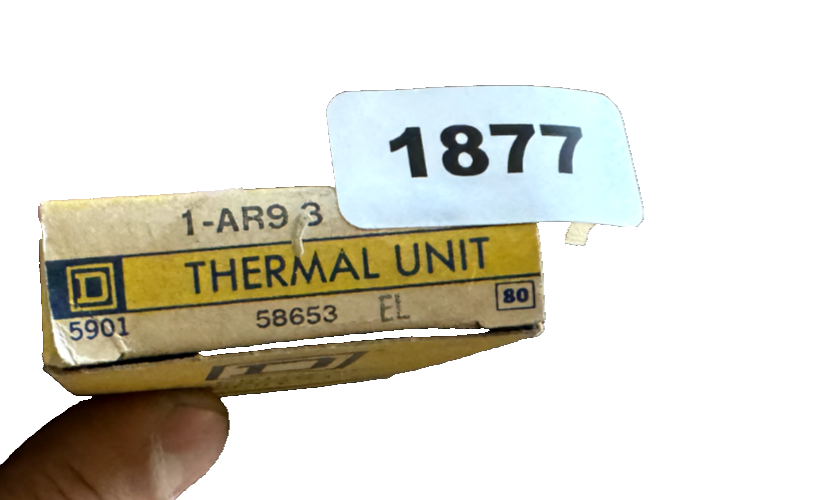 1877
1-AR9 3
THERMAL UNIT
D
5901
58653 EL
80